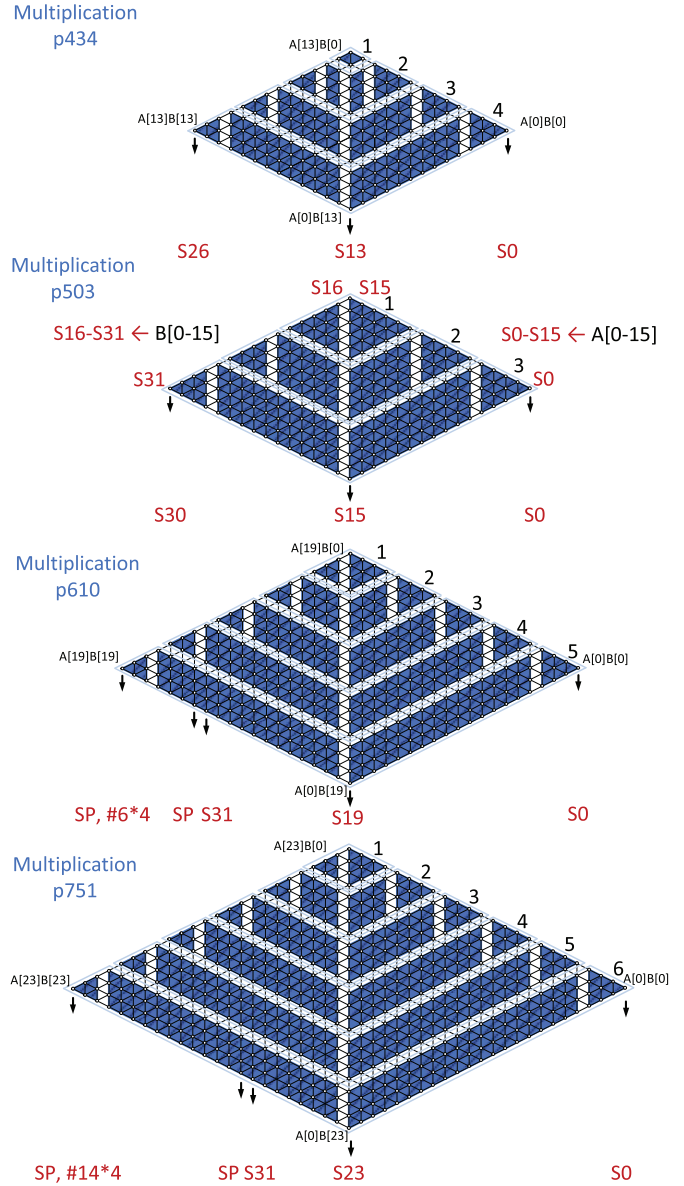 Multiplication
p434
A[13]B[0]
1
2
3
4
A[13]B[13]
A[0]B[0]
A[0]B[13]
S26 S13 S0
Multiplication
p503
S16 S15
1
S16-S31 ← B[0-15]
2
S0-S15 ← A[0-15]
3
S31
S0
S30 S15 S0
Multiplication
p610
A[19]B[0]
1
2
3
4
5
A[19]B[19]
A[0]B[0]
A[0]B[19]
SP, #6*4 SP S31 S19 S0
Multiplication
p751
A[23]B[0]
1
2
3
4
5
6
A[23]B[23]
A[0]B[0]
A[0]B[23]
SP, #14*4 SP S31 S23 S0